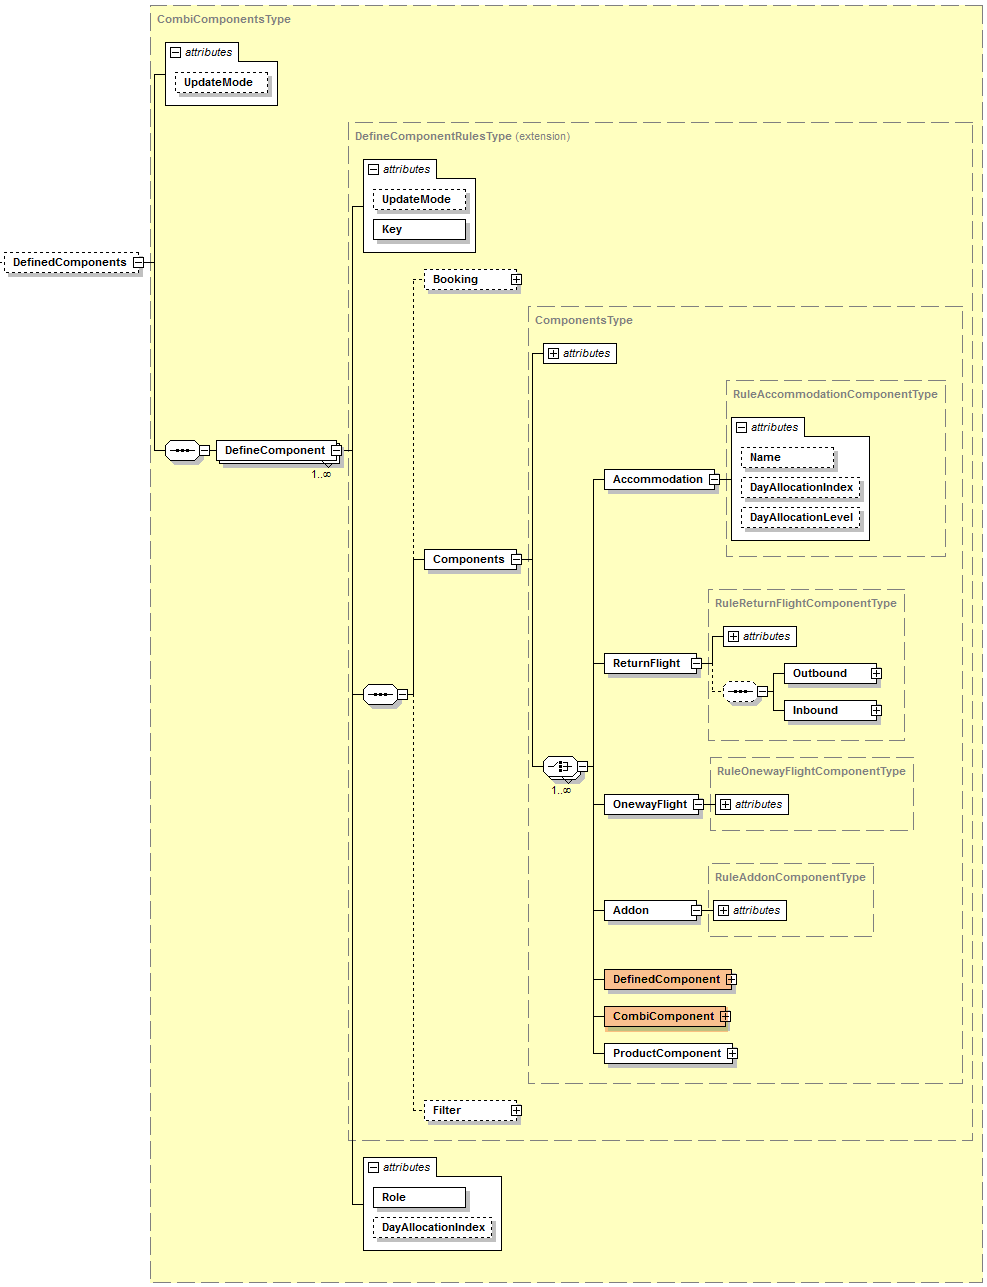 CombiComponentsType
attributes
UpdateMode
DefineComponentRulesType (extension)
attributes
UpdateMode
Key
DefinedComponents
Booking
ComponentsType
attributes
RuleAccommodationComponentType
attributes
DefineComponent
1..∞
Name
Accommodation
DayAllocationIndex
DayAllocationLevel
Components
RuleReturnFlightComponentType
attributes
ReturnFlight
Outbound
Inbound
1..∞
RuleOnewayFlightComponentType
OnewayFlight
attributes
RuleAddonComponentType
Addon
attributes
DefinedComponent
CombiComponent
ProductComponent
Filter
attributes
Role
DayAllocationIndex